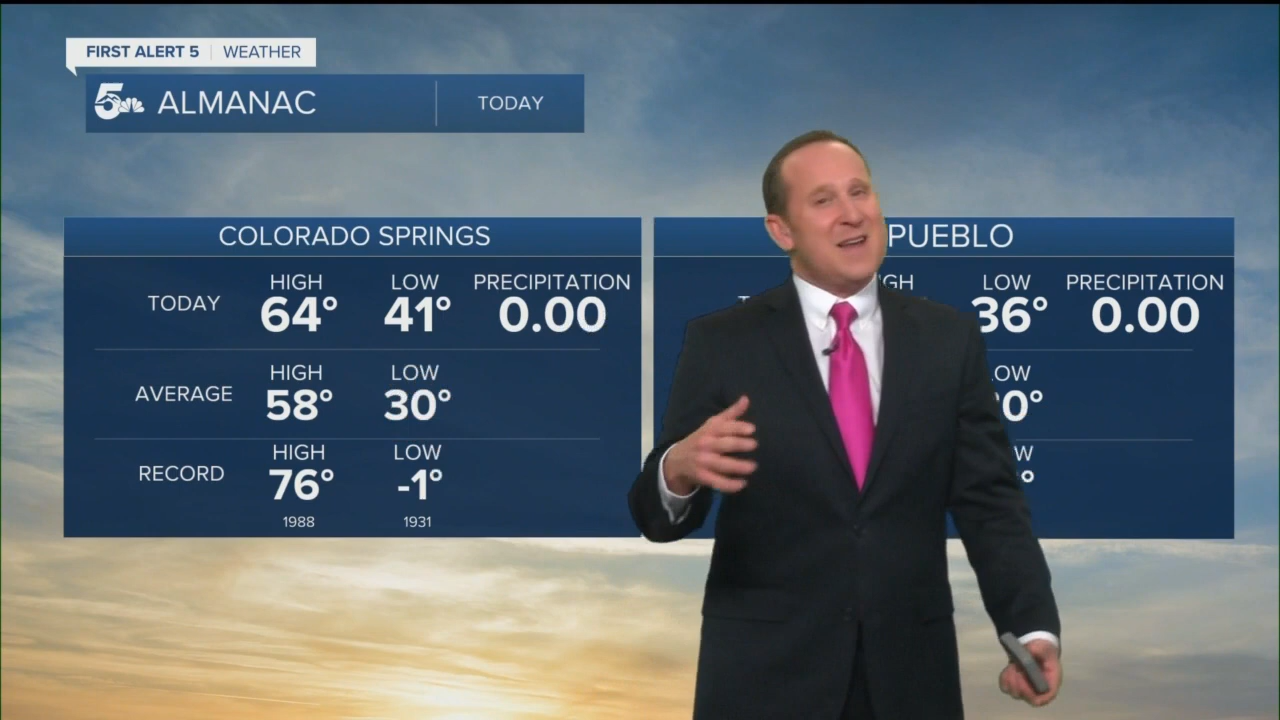 FIRST ALERT 5 | WEATHER
5 ALMANAC | TODAY
COLORADO SPRINGS
HIGH LOW PRECIPITATION
TODAY 64° 41° 0.00
HIGH LOW
AVERAGE 58° 30°
HIGH LOW
RECORD 76° -1°
1988 1931
PUEBLO
LOW PRECIPITATION
36° 0.00